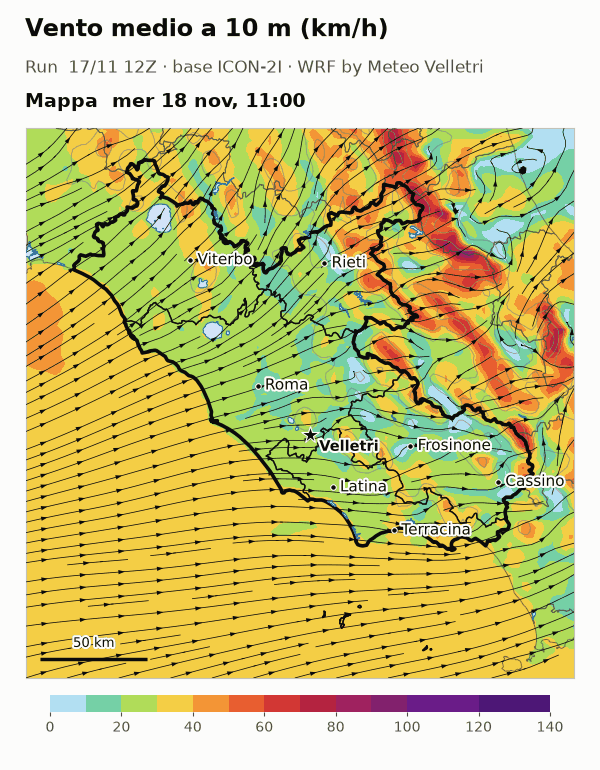 Vento medio a 10 m (km/h)
Run 17/11 12Z · base ICON-2I · WRF by Meteo Velletri
Mappa mer 18 nov, 11:00
Viterbo
Rieti
Roma
Velletri
Frosinone
Latina
Cassino
Terracina
50 km
0 20 40 60 80 100 120 140